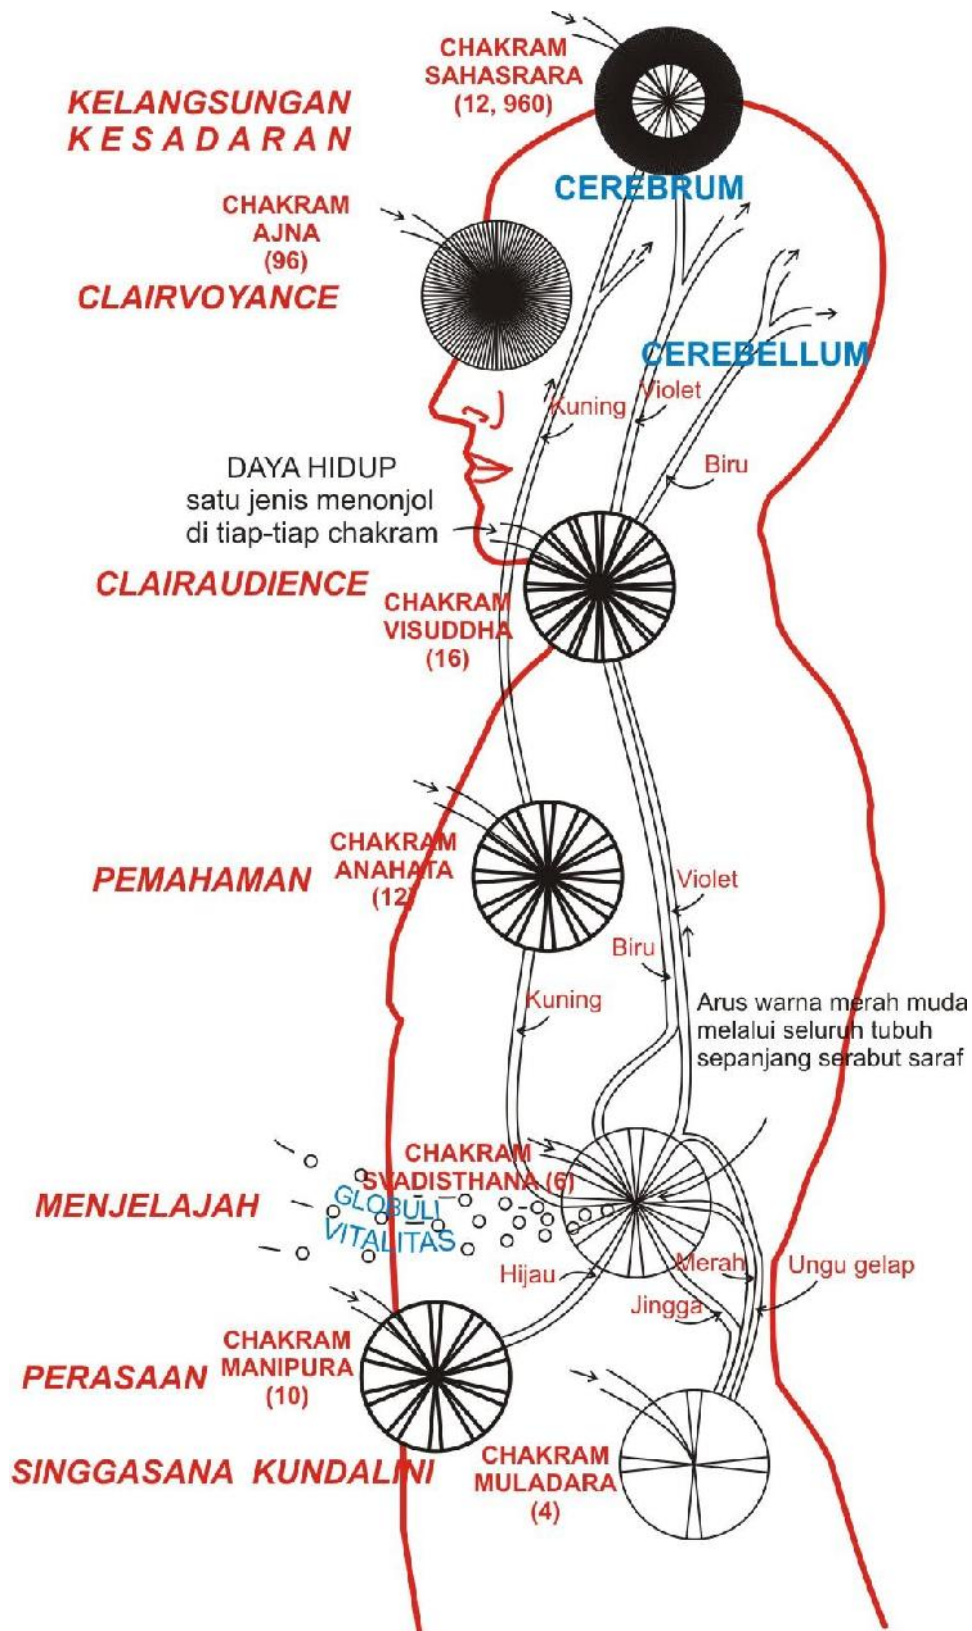 CHAKRAM
SAHASRARA
(12, 960)
KELANGSUNGAN
KESADARAN
CEREBRUM
CHAKRAM
AJNA
(96)
CLAIRVOYANCE
CEREBELLUM
Kuning
Violet
Biru
DAYA HIDUP
satu jenis menonjol
di tiap-tiap chakram
CLAIRAUDIENCE
CHAKRAM
VISUDDHA
(16)
CHAKRAM
ANAHATA
(12)
PEMAHAMAN
Violet
Biru
Kuning
Arus warna merah muda
melalui seluruh tubuh
sepanjang serabut saraf
CHAKRAM
SVADISTHANA (6)
MENJELAJAH
GLOBULI
VITALITAS
Hijau
Merah
Ungu gelap
Jingga
CHAKRAM
MANIPURA
(10)
PERASAAN
SINGGASANA KUNDALINI
CHAKRAM
MULADARA
(4)